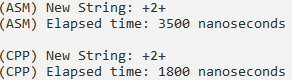 (ASM) New String: +2+
(ASM) Elapsed time: 3500 nanoseconds
(CPP) New String: +2+
(CPP) Elapsed time: 1800 nanoseconds